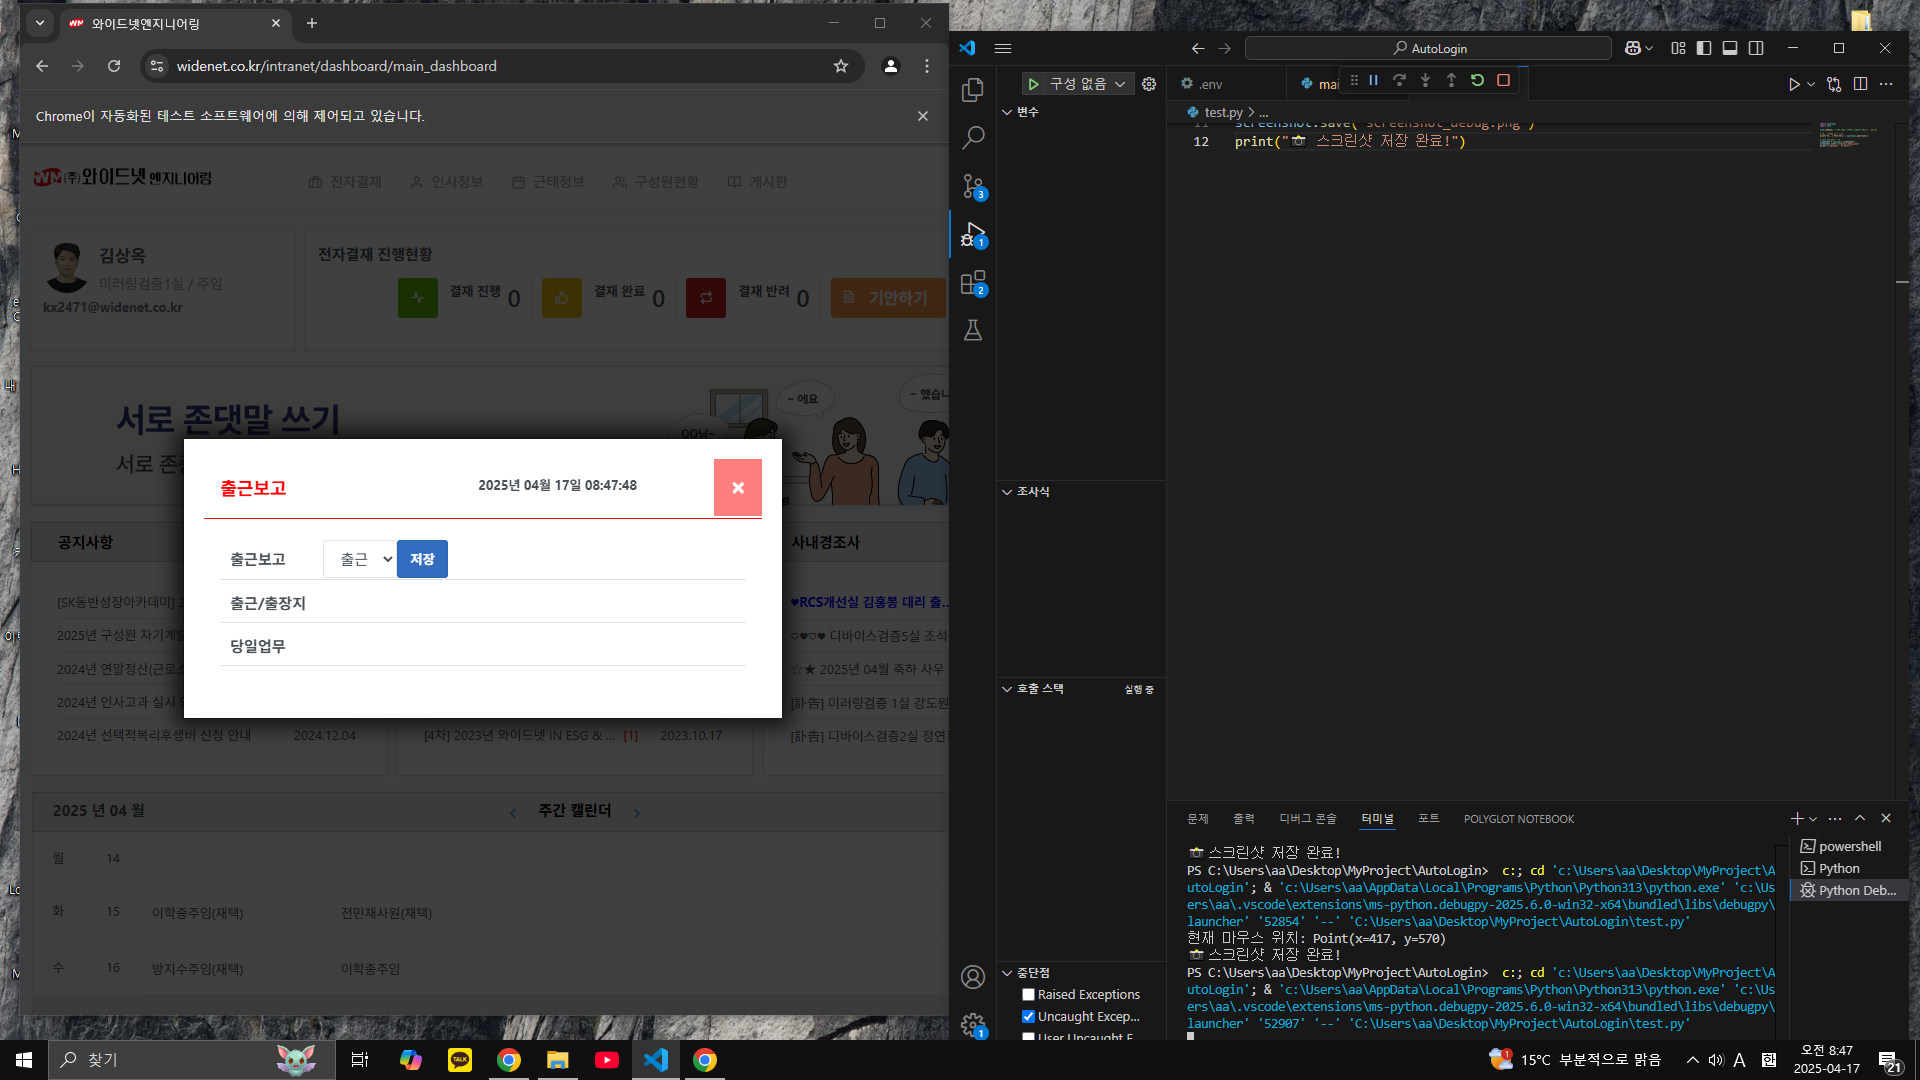 와이드넷엔지니어링
widenet.co.kr/intranet/dashboard/main_dashboard
Chrome이 자동화된 테스트 소프트웨어에 의해 제어되고 있습니다.
WM (주)와이드넷 엔지니어링
전자결재 인사정보 근태정보 구성원현황 게시판
김상옥
미러링검증1실 / 주임
kx2471@widenet.co.kr
전자결재 진행현황
결재 진행 0 결재 완료 0 결재 반려 0 기안하기
서로 존댓말 쓰기
서로 존
~ 에요
~ 했습니
OO님~
출근보고
2025년 04월 17일 08:47:48
출근보고 출근 저장
출근/출장지
당일업무
공지사항
사내경조사
[SK동반성장아카데미] 2
2025년 구성원 자기계발
2024년 연말정산(근로소
2024년 인사고과 실시
2024년 선택적복리후생비 신청 안내 2024.12.04
[4차] 2023년 와이드넷 IN ESG & ... [1] 2023.10.17
♥RCS개선실 김홍봉 대리 출...
♡♥♡♥ 디바이스검증5실 조석
☆★ 2025년 04월 축하 사우
[訃告] 미러링검증 1실 강도원
[訃告] 디바이스검증2실 정연
2025 년 04 월
주간 캘린더
월 14
화 15 이학종주임(재택) 전민재사원(재택)
수 16 방지수주임(재택) 이학종주임
AutoLogin
구성 없음
.env
mai
test.py > ...
변수
조사식
호출 스택 실행 중
중단점
Raised Exceptions
Uncaught Excep...
User Uncaught E
3
1
2
1
11 screenshot.save("screenshot_debug.png")
12 print("📸 스크린샷 저장 완료!")
문제 출력 디버그 콘솔 터미널 포트 POLYGLOT NOTEBOOK
📸 스크린샷 저장 완료!
PS C:\Users\aa\Desktop\MyProject\AutoLogin>  c:; cd 'c:\Users\aa\Desktop\MyProject\A
utoLogin'; & 'c:\Users\aa\AppData\Local\Programs\Python\Python313\python.exe' 'c:\Us
ers\aa\.vscode\extensions\ms-python.debugpy-2025.6.0-win32-x64\bundled\libs\debugpy\
launcher' '52854' '--' 'C:\Users\aa\Desktop\MyProject\AutoLogin\test.py'
현재 마우스 위치: Point(x=417, y=570)
📸 스크린샷 저장 완료!
PS C:\Users\aa\Desktop\MyProject\AutoLogin>  c:; cd 'c:\Users\aa\Desktop\MyProject\A
utoLogin'; & 'c:\Users\aa\AppData\Local\Programs\Python\Python313\python.exe' 'c:\Us
ers\aa\.vscode\extensions\ms-python.debugpy-2025.6.0-win32-x64\bundled\libs\debugpy\
launcher' '52907' '--' 'C:\Users\aa\Desktop\MyProject\AutoLogin\test.py'
powershell
Python
Python Deb...
찾기
TALK
15°C 부분적으로 맑음
A 한
오전 8:47
2025-04-17
21